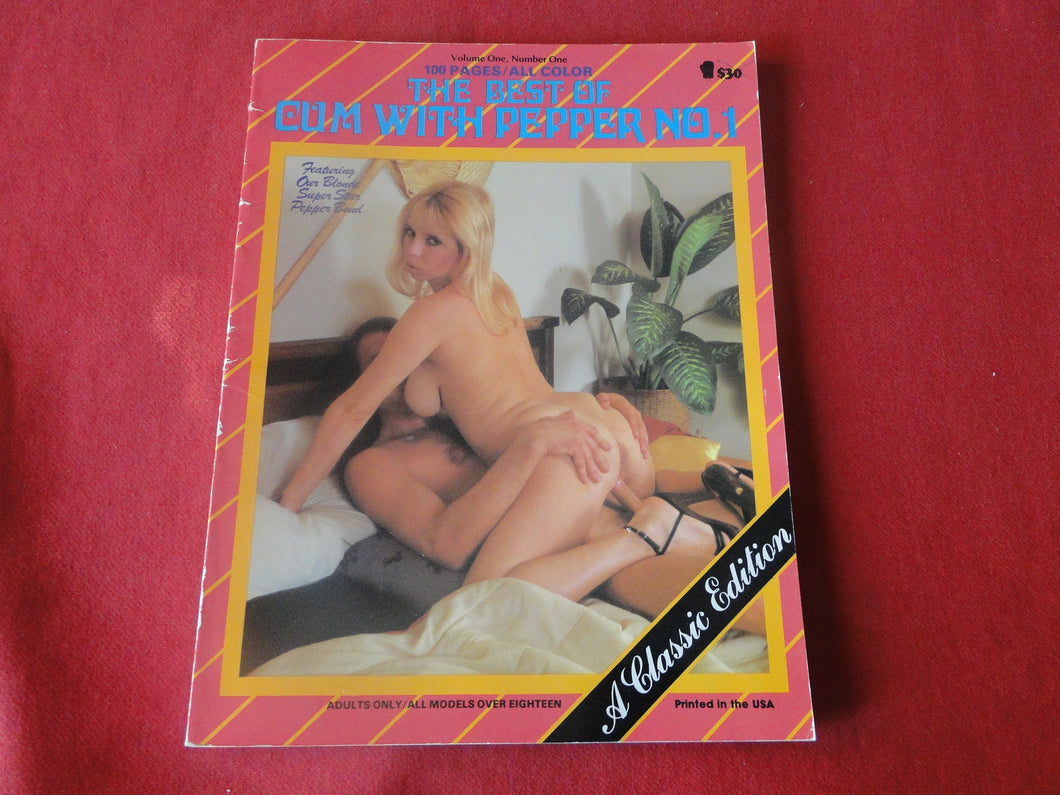 Volume One, Number One
100 PAGES/ALL COLOR
$30
THE BEST OF
CUM WITH PEPPER NO.1
Featuring
Our Blonde
Super Star
Pepper Bond
A Classic Edition
ADULTS ONLY/ALL MODELS OVER EIGHTEEN
Printed in the USA